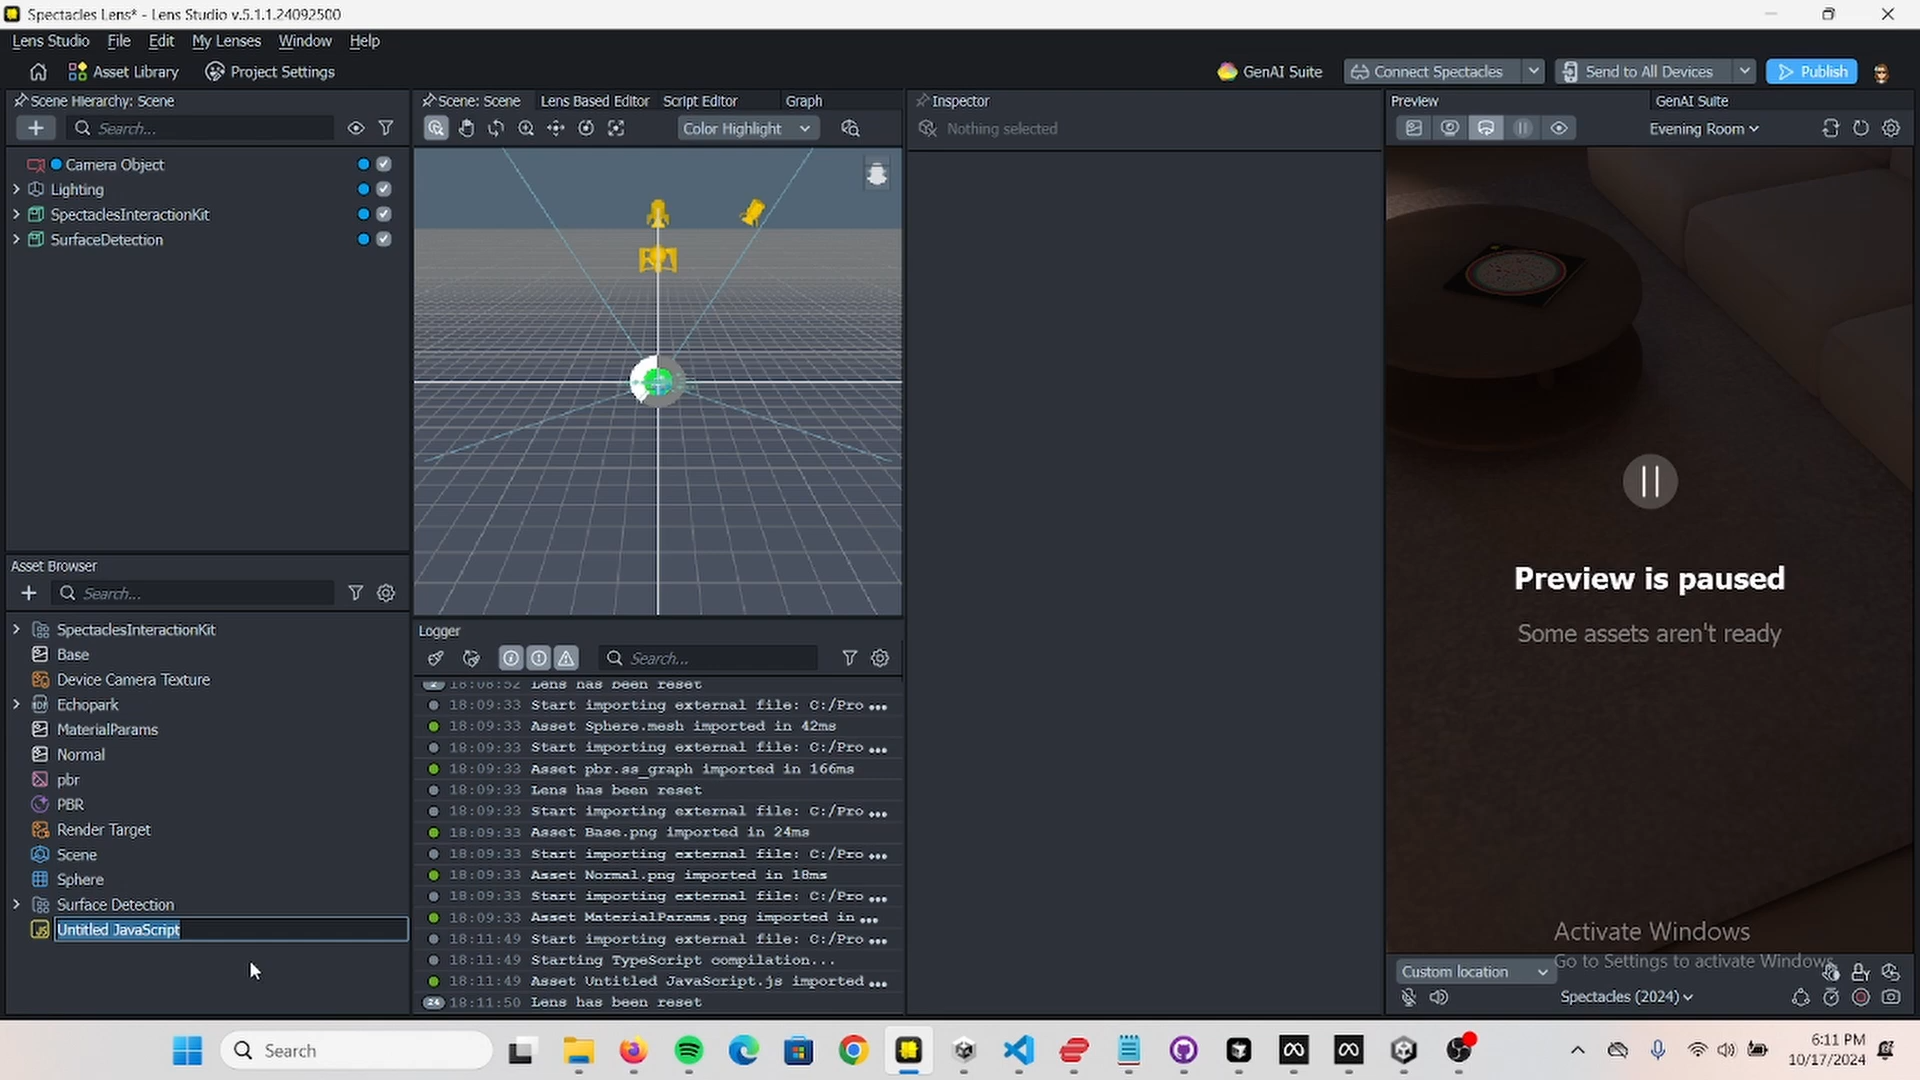 Spectacles Lens* - Lens Studio v.5.1.1.24092500
Lens Studio File Edit My Lenses Window Help
Asset Library Project Settings GenAI Suite Connect Spectacles Send to All Devices Publish
Scene Hierarchy: Scene
Search...
Camera Object
Lighting
SpectaclesInteractionKit
SurfaceDetection
Asset Browser
Search...
SpectaclesInteractionKit
Base
Device Camera Texture
Echopark
MaterialParams
Normal
pbr
PBR
Render Target
Scene
Sphere
Surface Detection
JS Untitled JavaScript
Scene: Scene Lens Based Editor Script Editor Graph
Color Highlight
Logger
Search...
2 18:08:52 Lens has been reset
18:09:33 Start importing external file: C:/Pro ...
18:09:33 Asset Sphere.mesh imported in 42ms
18:09:33 Start importing external file: C:/Pro ...
18:09:33 Asset pbr.ss_graph imported in 166ms
18:09:33 Lens has been reset
18:09:33 Start importing external file: C:/Pro ...
18:09:33 Asset Base.png imported in 24ms
18:09:33 Start importing external file: C:/Pro ...
18:09:33 Asset Normal.png imported in 18ms
18:09:33 Start importing external file: C:/Pro ...
18:09:33 Asset MaterialParams.png imported in ...
18:11:49 Start importing external file: C:/Pro ...
18:11:49 Starting TypeScript compilation...
18:11:49 Asset Untitled JavaScript.js imported ...
24 18:11:50 Lens has been reset
Inspector
Nothing selected
Preview GenAI Suite
Evening Room
Preview is paused
Some assets aren't ready
Activate Windows
Go to Settings to activate Windows.
Custom location
Spectacles (2024)
Search
6:11 PM
10/17/2024